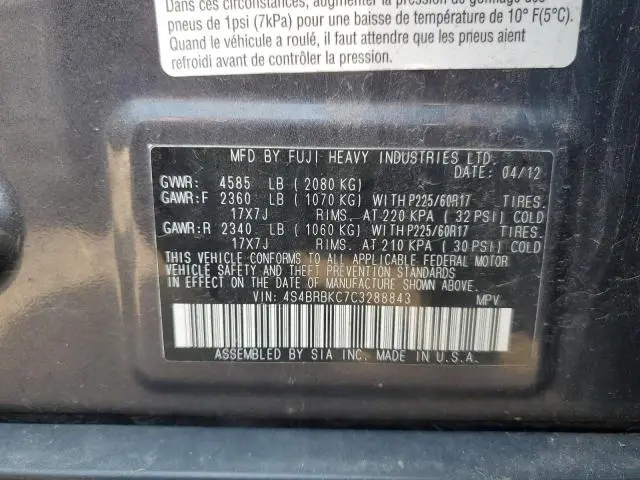 Dans ces circonstances, augmenter la pression de gonflage des
pneus de 1psi (7kPa) pour une baisse de température de 10° F(5°C).
Quand le véhicule a roulé, il faut attendre que les pneus aient
refroidi avant de contrôler la pression.
MFD BY FUJI HEAVY INDUSTRIES LTD.
DATE: 04/12
GVWR: 4585 LB ( 2080 KG)
GAWR:F 2360 LB ( 1070 KG) WITH P225/60R17 TIRES.
17X7J RIMS, AT 220 KPA ( 32 PSI) COLD.
GAWR:R 2340 LB ( 1060 KG) WITH P225/60R17 TIRES.
17X7J RIMS, AT 210 KPA ( 30 PSI) COLD.
THIS VEHICLE CONFORMS TO ALL APPLICABLE FEDERAL MOTOR
VEHICLE SAFETY AND THEFT PREVENTION STANDARDS
IN EFFECT ON THE DATE OF MANUFACTURE SHOWN ABOVE.
VIN: 4S4BRBKC7C3288843 MPV
ASSEMBLED BY SIA INC. MADE IN U.S.A.